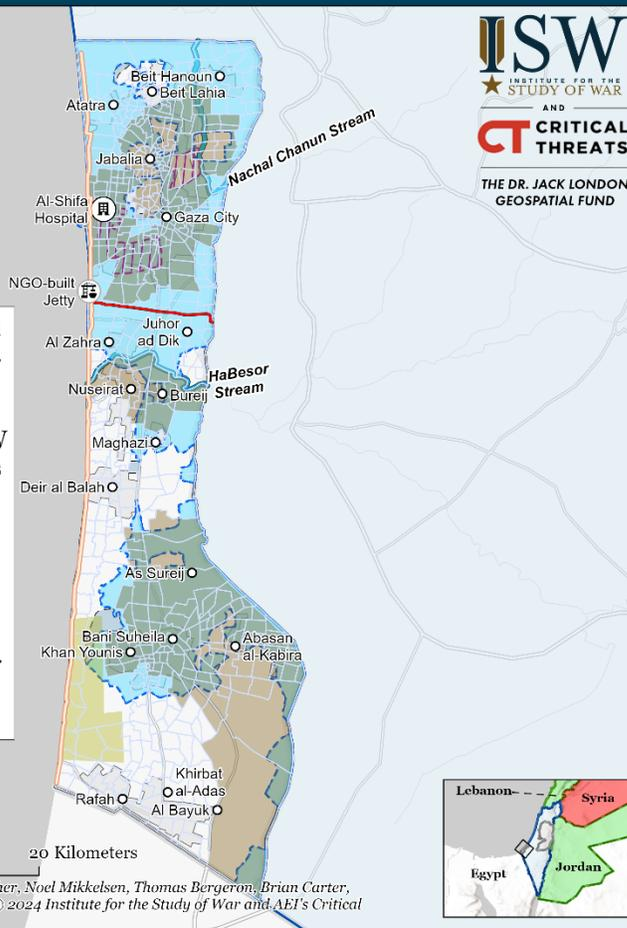 ISW
INSTITUTE FOR THE
STUDY OF WAR
AND
CT CRITICAL
THREATS
THE DR. JACK LONDON
GEOSPATIAL FUND
Beit Hanoun
Beit Lahia
Atatra
Nachal Chanun Stream
Jabalia
Al-Shifa
Hospital
Gaza City
NGO-built
Jetty
Juhor
ad Dik
Al Zahra
HaBesor
Stream
Nuseirat
Bureij
Maghazi
Deir al Balah
As Sureij
Bani Suheila
Abasan
al-Kabira
Khan Younis
Khirbat
al-Adas
Rafah
Al Bayuk
Lebanon
Syria
Egypt
Jordan
20 Kilometers
Noel Mikkelsen, Thomas Bergeron, Brian Carter,
© 2024 Institute for the Study of War and AEI's Critical